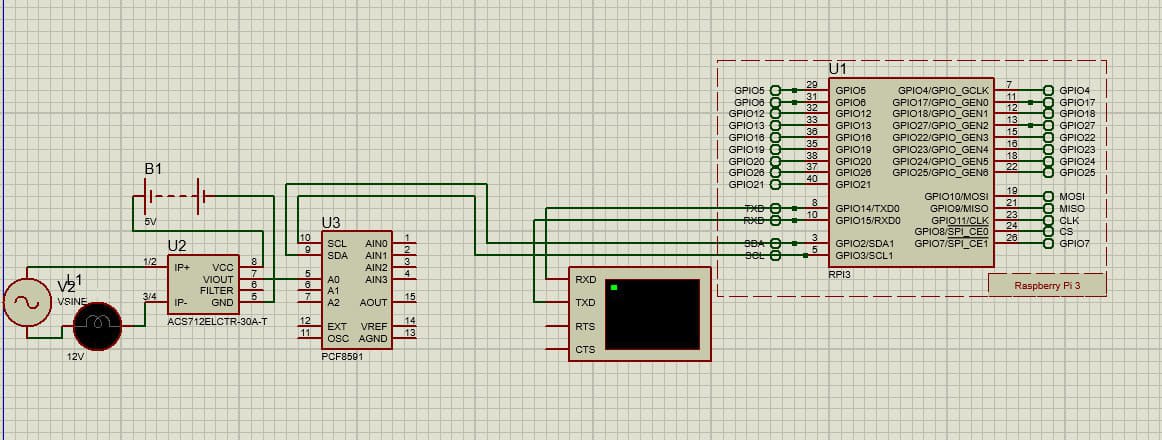 B1
5V
V2
VSINE
L1
12V
U2
1/2 IP+ VCC 8
VIOUT 7
FILTER 6
3/4 IP- GND 5
ACS712ELCTR-30A-T
U3
10 SCL AIN0 1
9 SDA AIN1 2
AIN2 3
5 A0 AIN3 4
6 A1
7 A2 AOUT 15
12 EXT VREF 14
11 OSC AGND 13
PCF8591
RXD
TXD
RTS
CTS
U1
GPIO5 29 GPIO5 GPIO4/GPIO_GCLK 7 GPIO4
GPIO6 31 GPIO6 GPIO17/GPIO_GEN0 11 GPIO17
GPIO12 32 GPIO12 GPIO18/GPIO_GEN1 12 GPIO18
GPIO13 33 GPIO13 GPIO27/GPIO_GEN2 13 GPIO27
GPIO16 36 GPIO16 GPIO22/GPIO_GEN3 15 GPIO22
GPIO19 35 GPIO19 GPIO23/GPIO_GEN4 16 GPIO23
GPIO20 38 GPIO20 GPIO24/GPIO_GEN5 18 GPIO24
GPIO26 37 GPIO26 GPIO25/GPIO_GEN6 22 GPIO25
GPIO21 40 GPIO21
GPIO10/MOSI 19 MOSI
TXD 8 GPIO14/TXD0 GPIO9/MISO 21 MISO
RXD 10 GPIO15/RXD0 GPIO11/CLK 23 CLK
GPIO8/SPI_CE0 24 CS
SDA 3 GPIO2/SDA1 GPIO7/SPI_CE1 26 GPIO7
SCL 5 GPIO3/SCL1
RPI3
Raspberry Pi 3